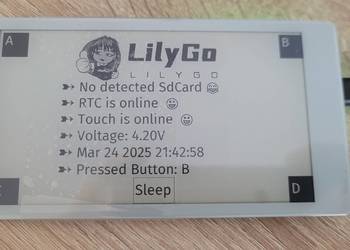 A
B
LilyGo
LILYGO
➵ No detected SdCard 😄
➵ RTC is online 😀
➵ Touch is online 😀
➵ Voltage: 4.20V
➵ Mar 24 2025 21:42:58
➵ Pressed Button: B
Sleep
C
D